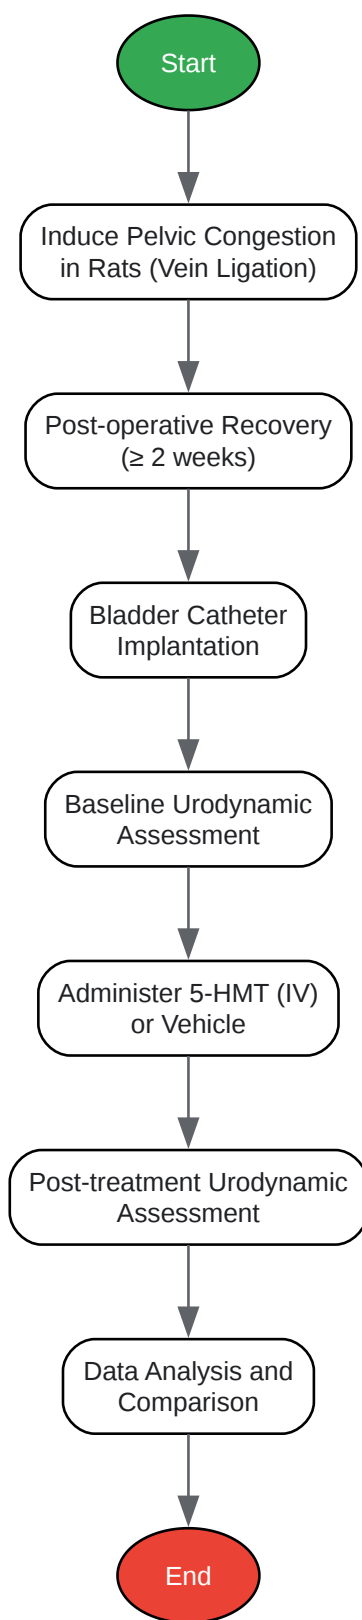 Start
Induce Pelvic Congestion
in Rats (Vein Ligation)
Post-operative Recovery
(≥ 2 weeks)
Bladder Catheter
Implantation
Baseline Urodynamic
Assessment
Administer 5-HMT (IV)
or Vehicle
Post-treatment Urodynamic
Assessment
Data Analysis and
Comparison
End